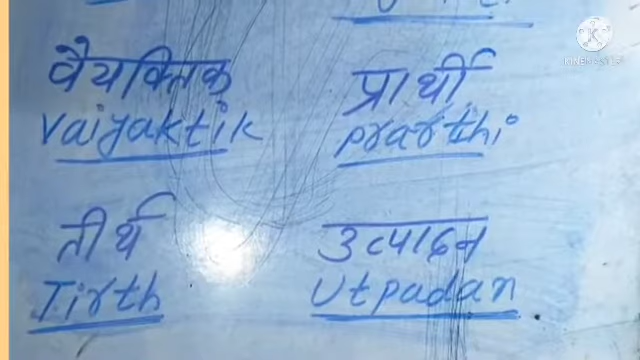 वैयक्तिक प्रार्थी
Vaiyaktik prarthi
तीर्थ उत्पादन
Tirth Utpadan